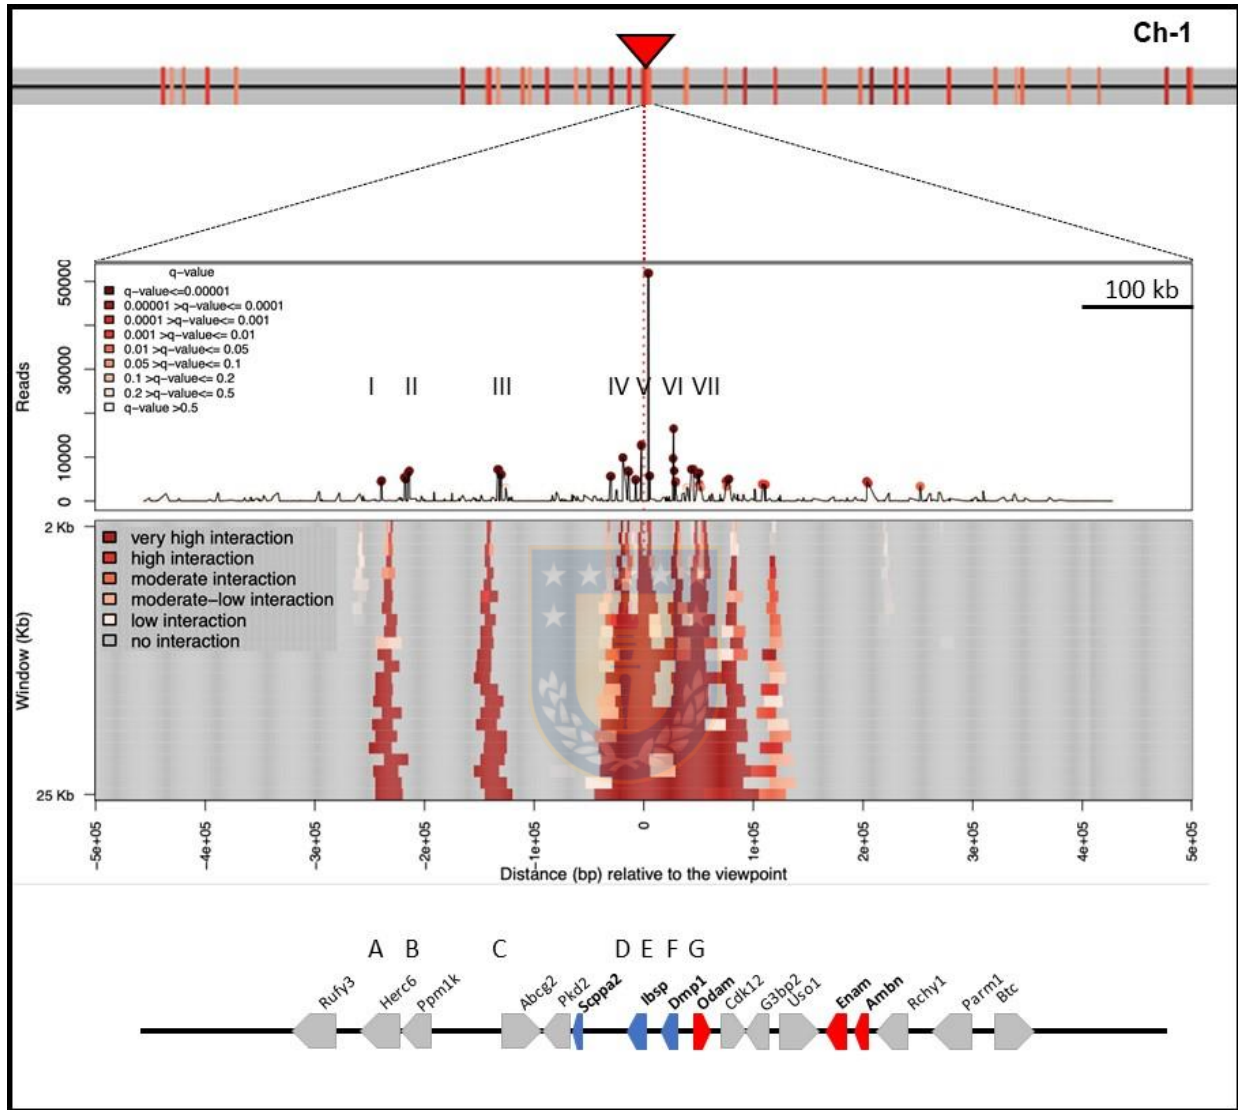 Ch-1
q-value
q-value<=0.00001
0.00001 >q-value<= 0.0001
0.0001 >q-value<= 0.001
0.001 >q-value<= 0.01
0.01 >q-value<= 0.05
0.05 >q-value<= 0.1
0.1 >q-value<= 0.2
0.2 >q-value<= 0.5
q-value >0.5
100 kb
Reads
50000
30000
10000
0
I II III IV V VI VII
2 Kb
very high interaction
high interaction
moderate interaction
moderate-low interaction
low interaction
no interaction
Window (Kb)
25 Kb
-5e+05 -4e+05 -3e+05 -2e+05 -1e+05 0 1e+05 2e+05 3e+05 4e+05 5e+05
Distance (bp) relative to the viewpoint
A B C D E F G
Rufy3 Herc6 Ppm1k Abcg2 Pkd2 Scppa2 Ibsp Dmp1 Odam Cdk12 G3bp2 Uso1 Enam Ambn Rchy1 Parm1 Btc